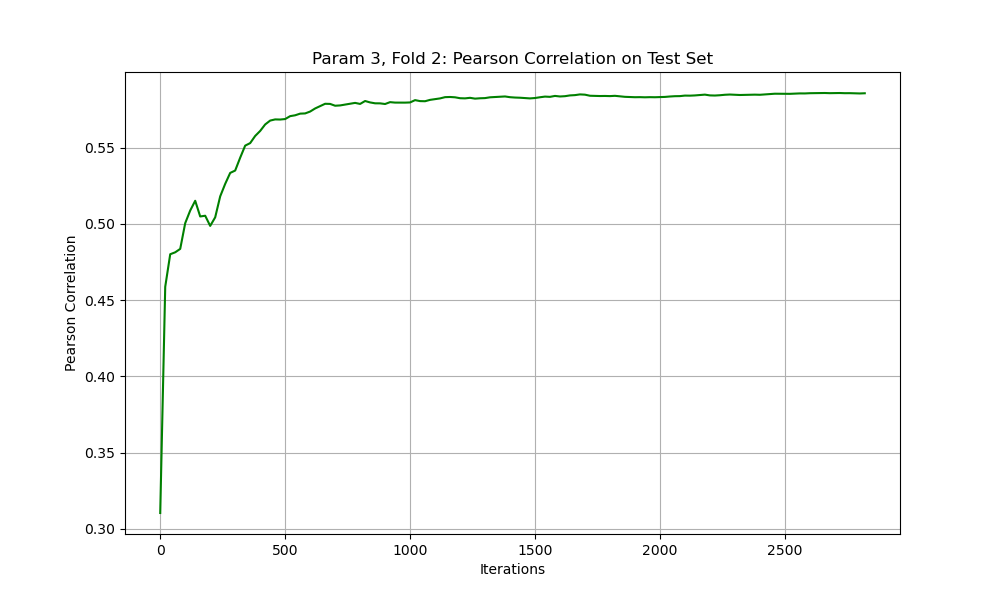 Param 3, Fold 2: Pearson Correlation on Test Set
Pearson Correlation
0.55
0.50
0.45
0.40
0.35
0.30
0 500 1000 1500 2000 2500
Iterations